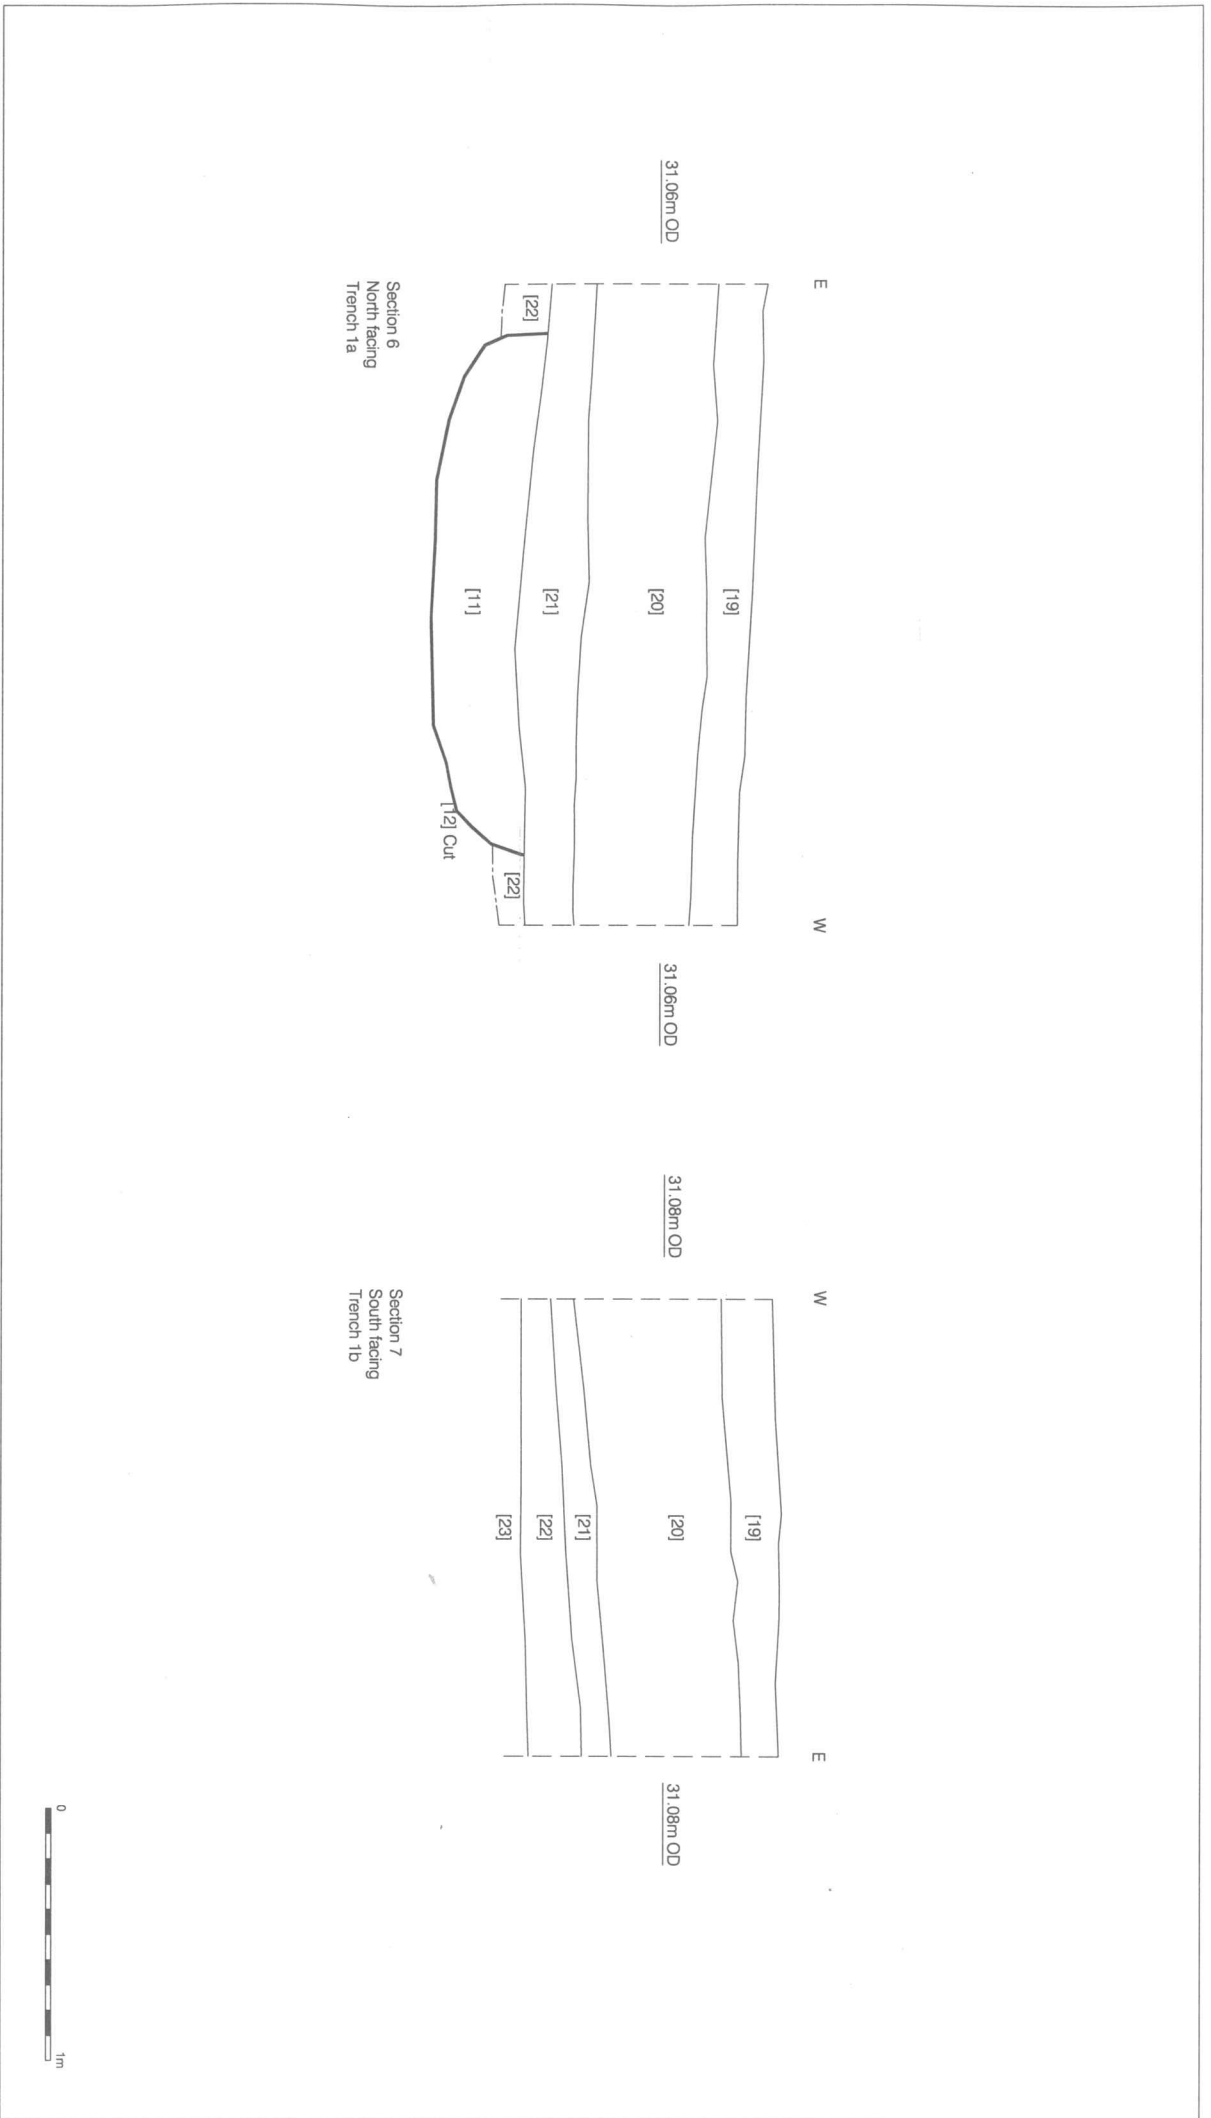 E
W
31.06m OD
31.06m OD
[19]
[20]
[21]
[22]
[11]
[22]
[12] Cut
Section 6
North facing
Trench 1a
W
E
31.08m OD
31.08m OD
[19]
[20]
[21]
[22]
[23]
Section 7
South facing
Trench 1b
0
1m